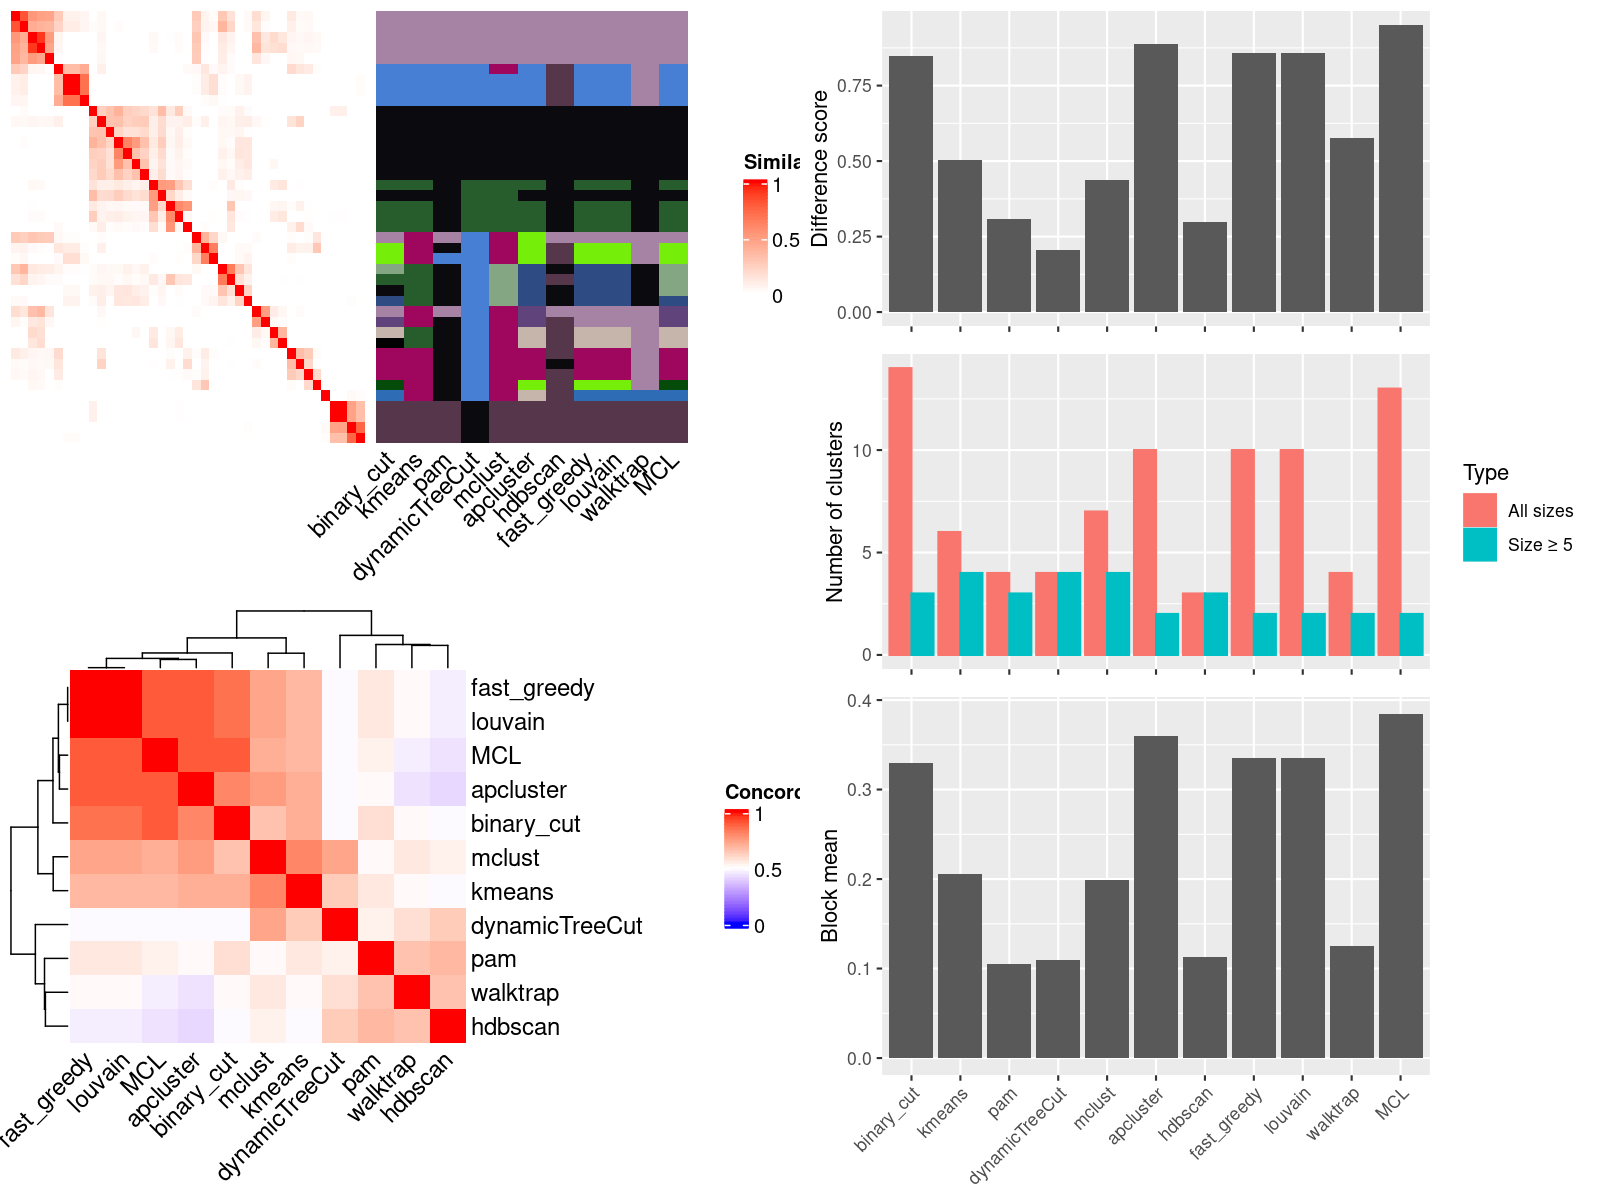 Simila
1
0.5
0
binary_cut
kmeans
pam
dynamicTreeCut
mclust
apcluster
hdbscan
fast_greedy
louvain
walktrap
MCL
Difference score
0.75
0.50
0.25
0.00
Number of clusters
10
5
0
Type
All sizes
Size ≥ 5
fast_greedy
louvain
MCL
apcluster
binary_cut
mclust
kmeans
dynamicTreeCut
pam
walktrap
hdbscan
fast_greedy
louvain
MCL
apcluster
binary_cut
mclust
kmeans
dynamicTreeCut
pam
walktrap
hdbscan
Concord
1
0.5
0
Block mean
0.4
0.3
0.2
0.1
0.0
binary_cut
kmeans
pam
dynamicTreeCut
mclust
apcluster
hdbscan
fast_greedy
louvain
walktrap
MCL